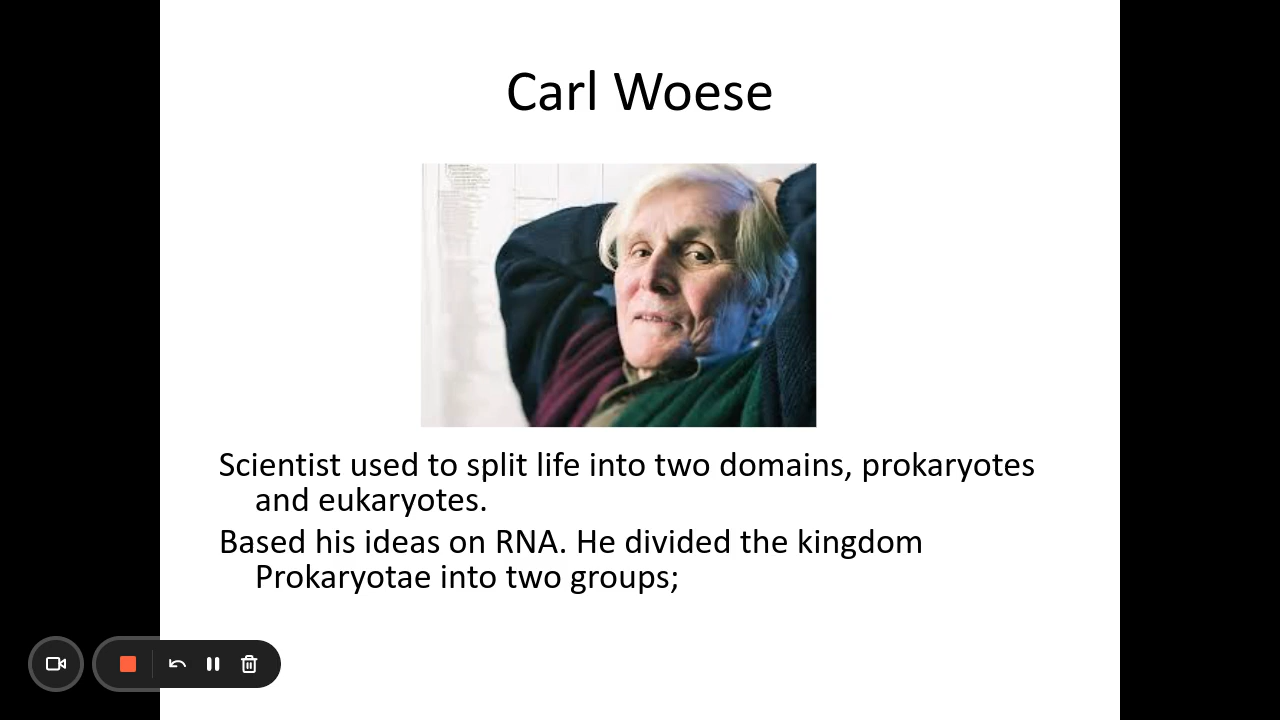 Carl Woese
Scientist used to split life into two domains, prokaryotes
and eukaryotes.
Based his ideas on RNA. He divided the kingdom
Prokaryotae into two groups;